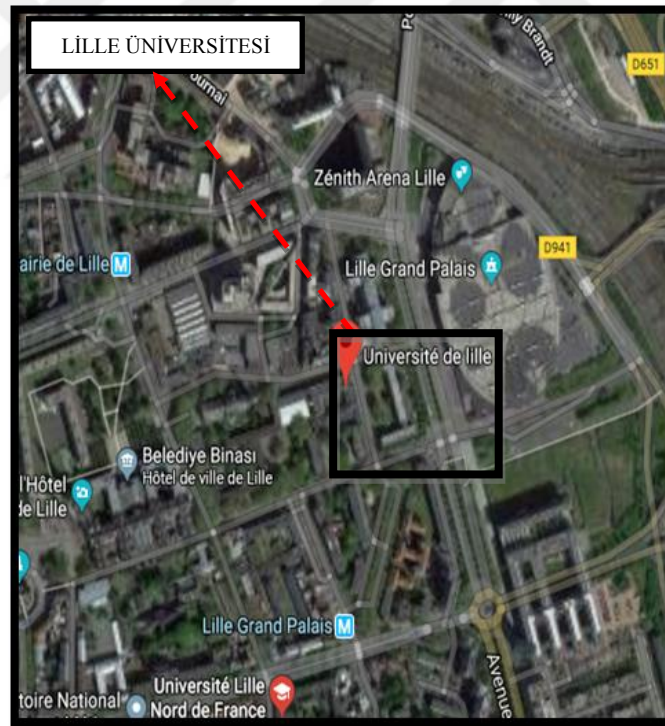 LİLLE ÜNİVERSİTESİ
D651
Zénith Arena Lille
D941
Lille Grand Palais
airie de Lille M
Université de lille
Belediye Binası
Hôtel de ville de Lille
l'Hôtel
de Lille
Lille Grand Palais M
Avenue
Université Lille
Nord de France
toire National